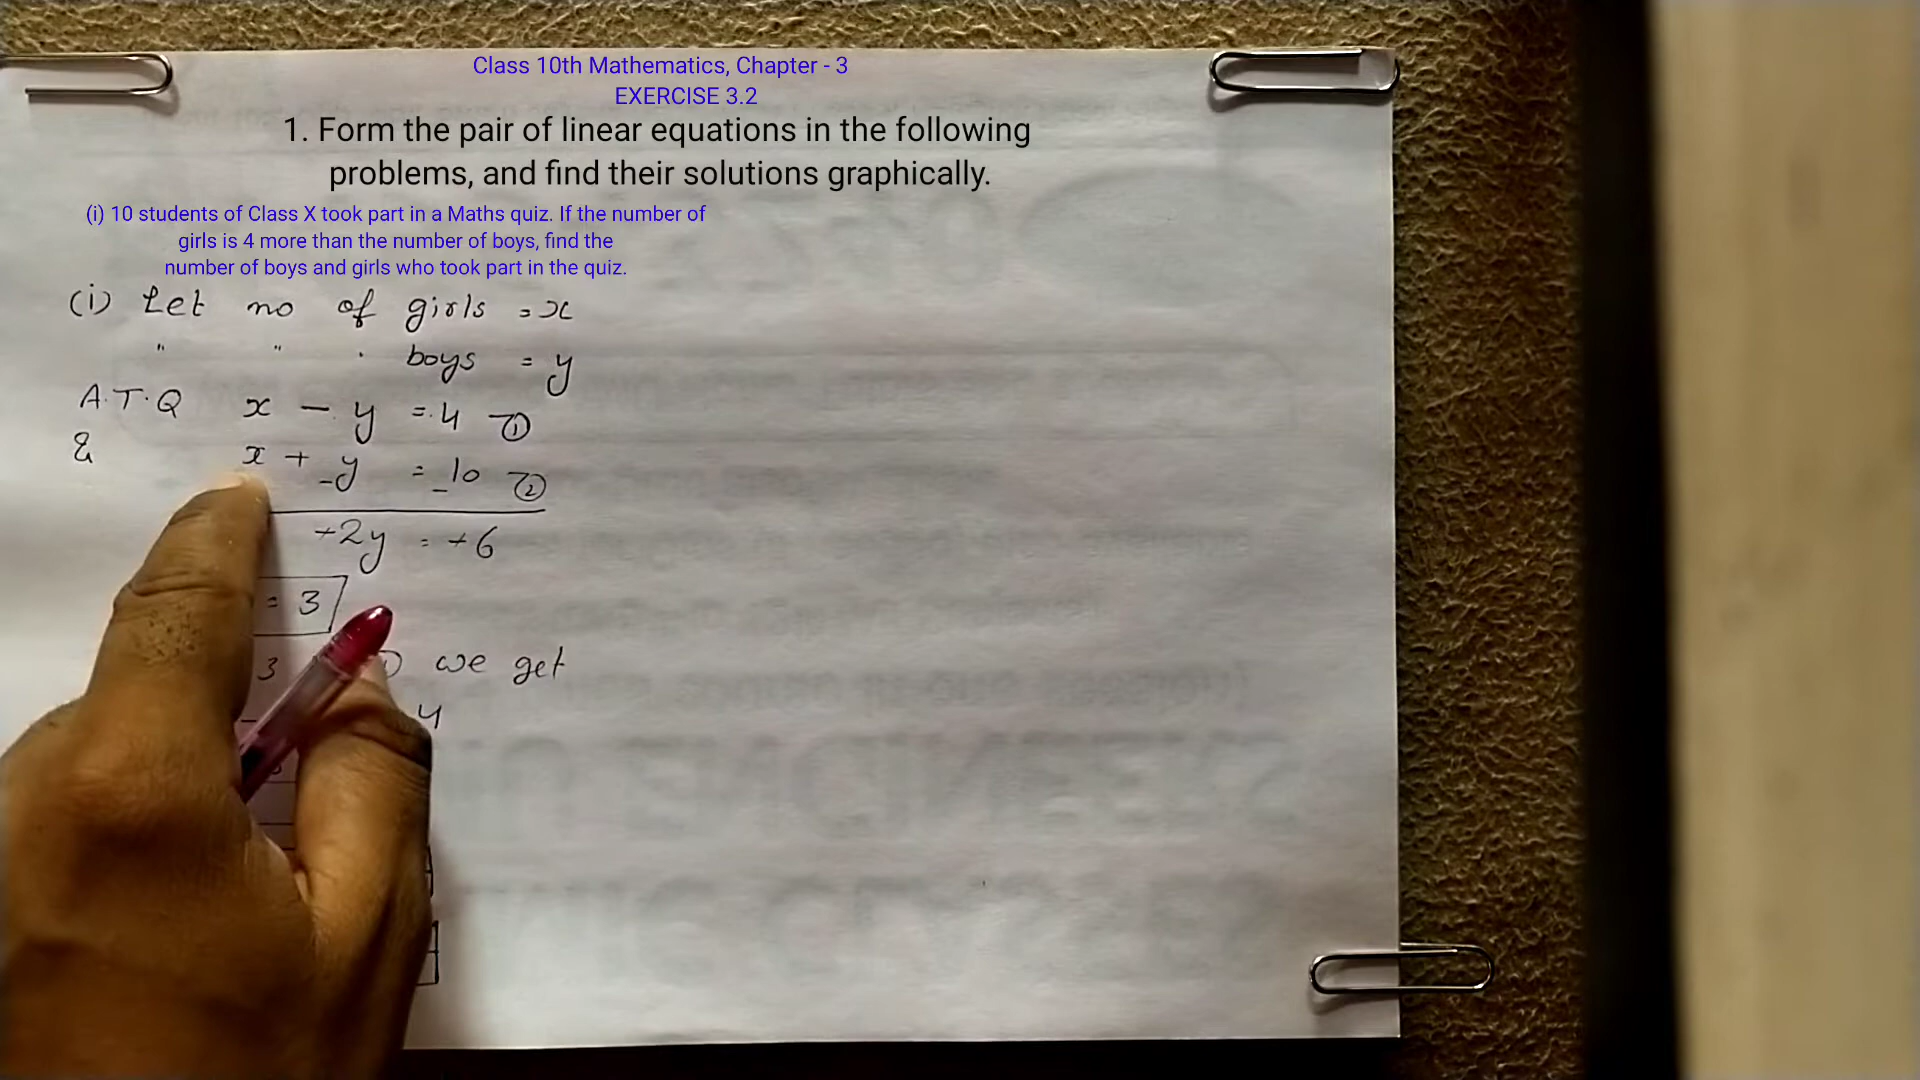 Class 10th Mathematics, Chapter - 3
EXERCISE 3.2
1. Form the pair of linear equations in the following
problems, and find their solutions graphically.
(i) 10 students of Class X took part in a Maths quiz. If the number of
girls is 4 more than the number of boys, find the
number of boys and girls who took part in the quiz.
(i) Let no of girls = x
" " . boys = y
A.T.Q x - y = 4 ①
& x + y = 10 ②
- -
+2y = +6
= 3
3 we get
- 4